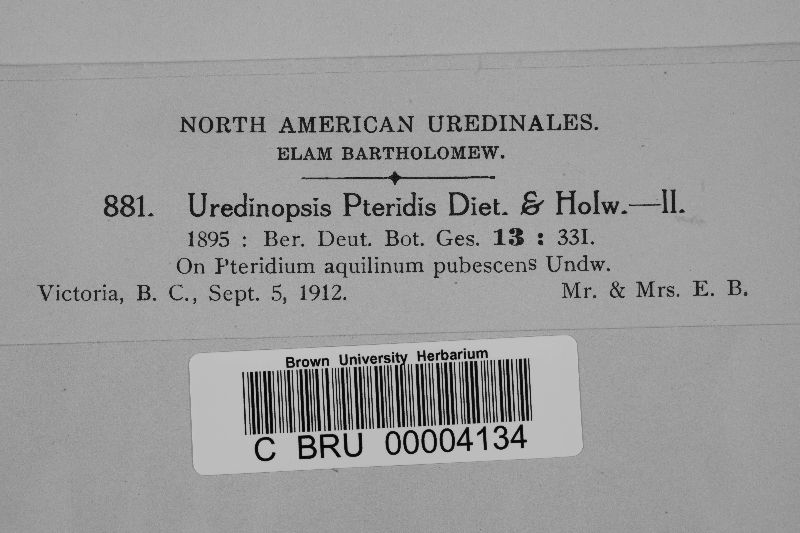 NORTH AMERICAN UREDINALES.
ELAM BARTHOLOMEW.
881. Uredinopsis Pteridis Diet. & Holw.—II.
1895 : Ber. Deut. Bot. Ges. 13 : 331.
On Pteridium aquilinum pubescens Undw.
Victoria, B. C., Sept. 5, 1912. Mr. & Mrs. E. B.
Brown University Herbarium
C BRU 00004134